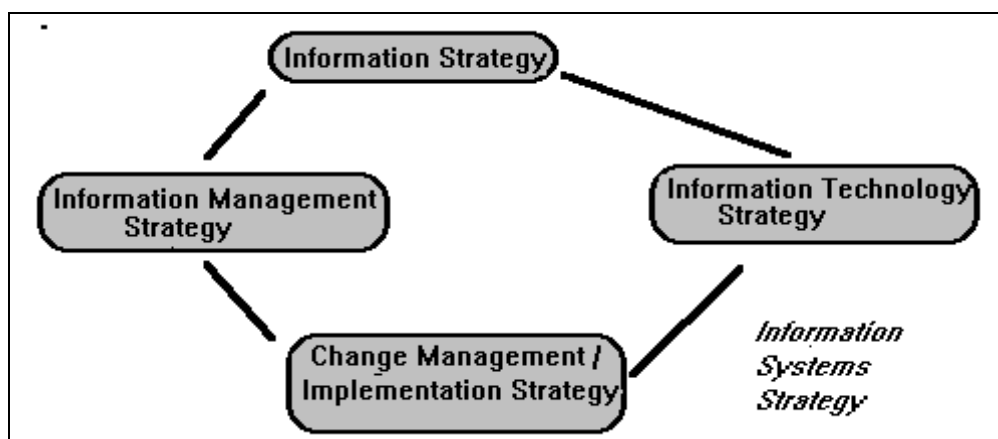 Information Strategy
Information Management
Strategy
Information Technology
Strategy
Change Management /
Implementation Strategy
Information
Systems
Strategy